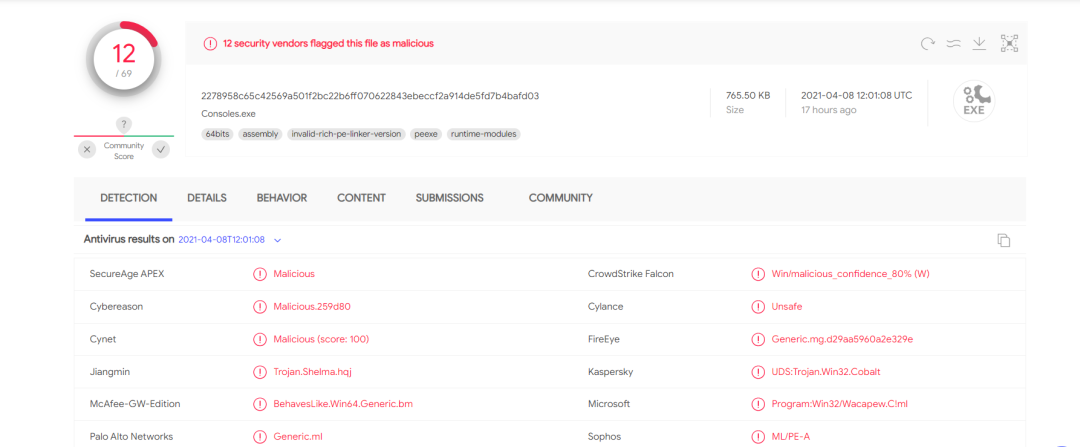 12
/ 69
?
Community
Score
12 security vendors flagged this file as malicious
2278958c65c42569a501f2bc22b6ff070622843ebeccf2a914de5fd7b4bafd03
Consoles.exe
64bits assembly invalid-rich-pe-linker-version peexe runtime-modules
765.50 KB
Size
2021-04-08 12:01:08 UTC
17 hours ago
EXE
DETECTION DETAILS BEHAVIOR CONTENT SUBMISSIONS COMMUNITY
Antivirus results on 2021-04-08T12:01:08
SecureAge APEX Malicious CrowdStrike Falcon Win/malicious_confidence_80% (W)
Cybereason Malicious.259d80 Cylance Unsafe
Cynet Malicious (score: 100) FireEye Generic.mg.d29aa5960a2e329e
Jiangmin Trojan.Shelma.hqj Kaspersky UDS:Trojan.Win32.Cobalt
McAfee-GW-Edition BehavesLike.Win64.Generic.bm Microsoft Program:Win32/Wacapew.C!ml
Palo Alto Networks Generic.ml Sophos ML/PE-A